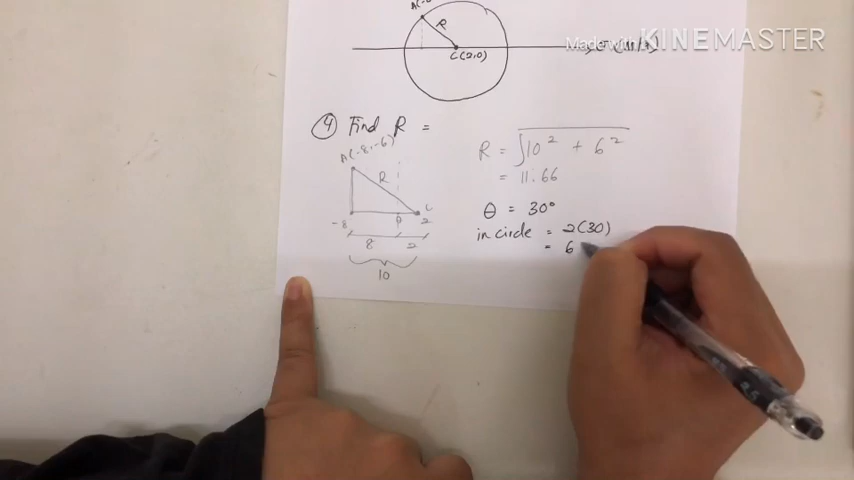 R
C(2,0)
Made with KINEMASTER
4 Find R =
A(-8,-6)
R
-8
2
8 2
10
R = √10² + 6²
= 11.66
θ = 30°
in circle = 2(30)
= 6